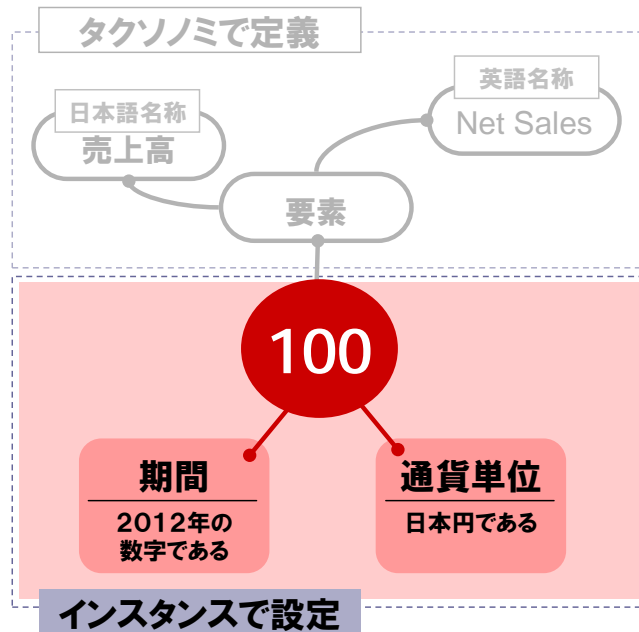 タクソノミで定義
英語名称
Net Sales
日本語名称
売上高
要素
100
期間
2012年の
数字である
通貨単位
日本円である
インスタンスで設定